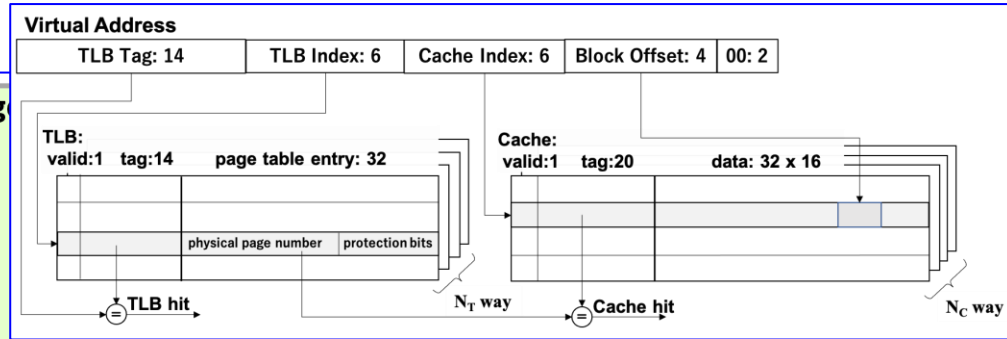 Virtual Address
TLB Tag: 14 TLB Index: 6 Cache Index: 6 Block Offset: 4 00: 2
TLB:
valid:1 tag:14 page table entry: 32
physical page number protection bits
N_T way
TLB hit
=
Cache:
valid:1 tag:20 data: 32 x 16
N_C way
Cache hit
=